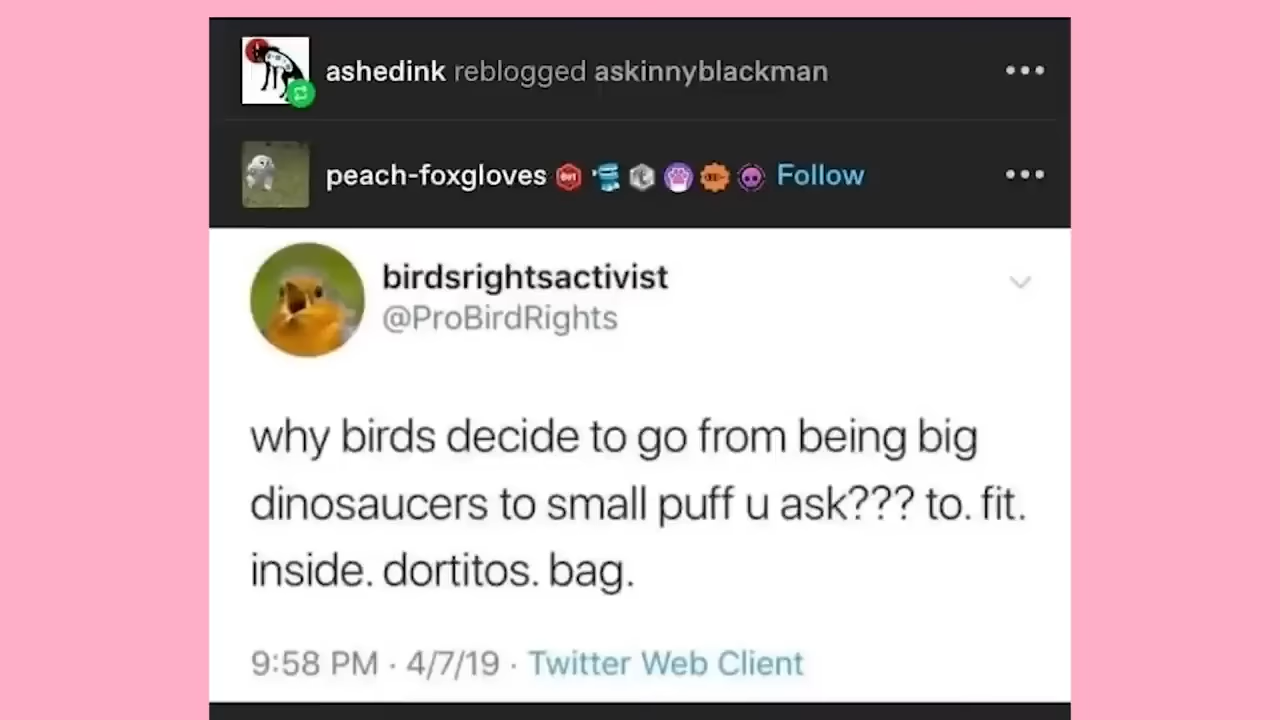 ashedink reblogged askinnyblackman
peach-foxgloves Follow
birdsrightsactivist
@ProBirdRights
why birds decide to go from being big
dinosaucers to small puff u ask??? to. fit.
inside. dortitos. bag.
9:58 PM · 4/7/19 · Twitter Web Client